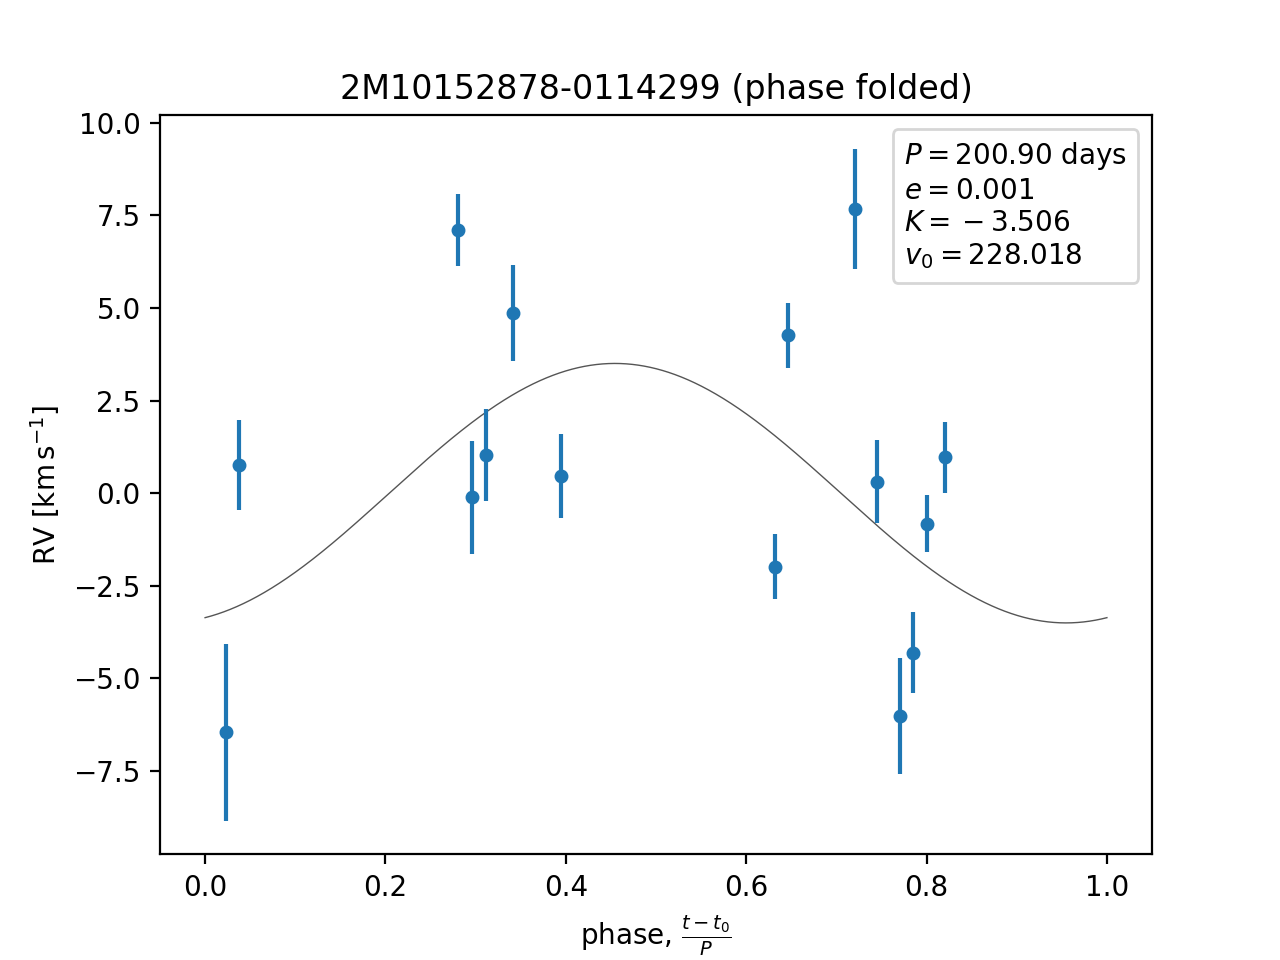 2M10152878-0114299 (phase folded)
10.0
7.5
5.0
2.5
0.0
−2.5
−5.0
−7.5
RV [km s⁻¹]
P = 200.90 days
e = 0.001
K = −3.506
v₀ = 228.018
0.0 0.2 0.4 0.6 0.8 1.0
phase, (t − t₀)/P